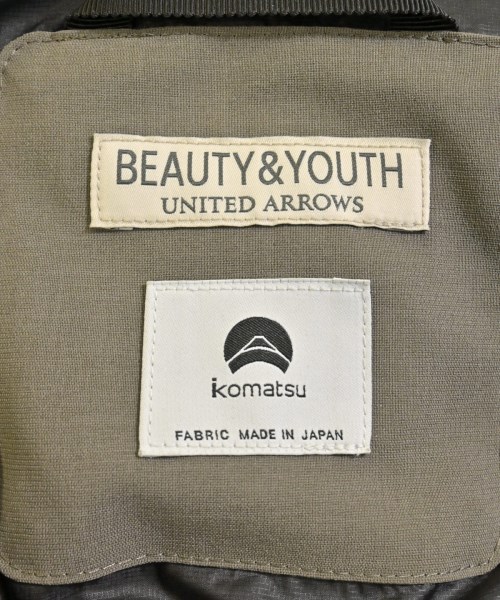 BEAUTY&YOUTH
UNITED ARROWS
komatsu
FABRIC MADE IN JAPAN